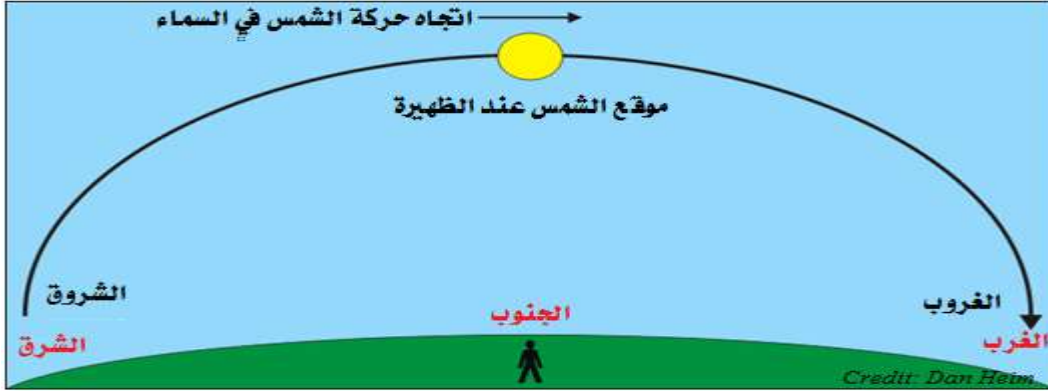 اتجاه حركة الشمس في السماء
موقع الشمس عند الظهيرة
الشروق
الغروب
الجنوب
الشرق
الغرب
Credit: Dan Heim